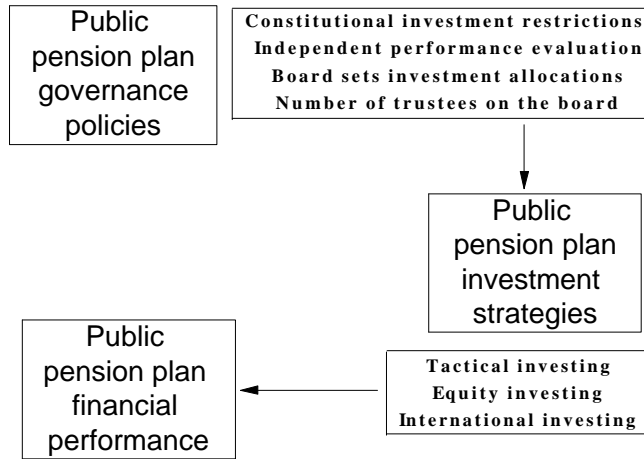 Public
pension plan
governance
policies
Constitutional investment restrictions
Independent performance evaluation
Board sets investment allocations
Number of trustees on the board
Public
pension plan
investment
strategies
Public
pension plan
financial
performance
Tactical investing
Equity investing
International investing